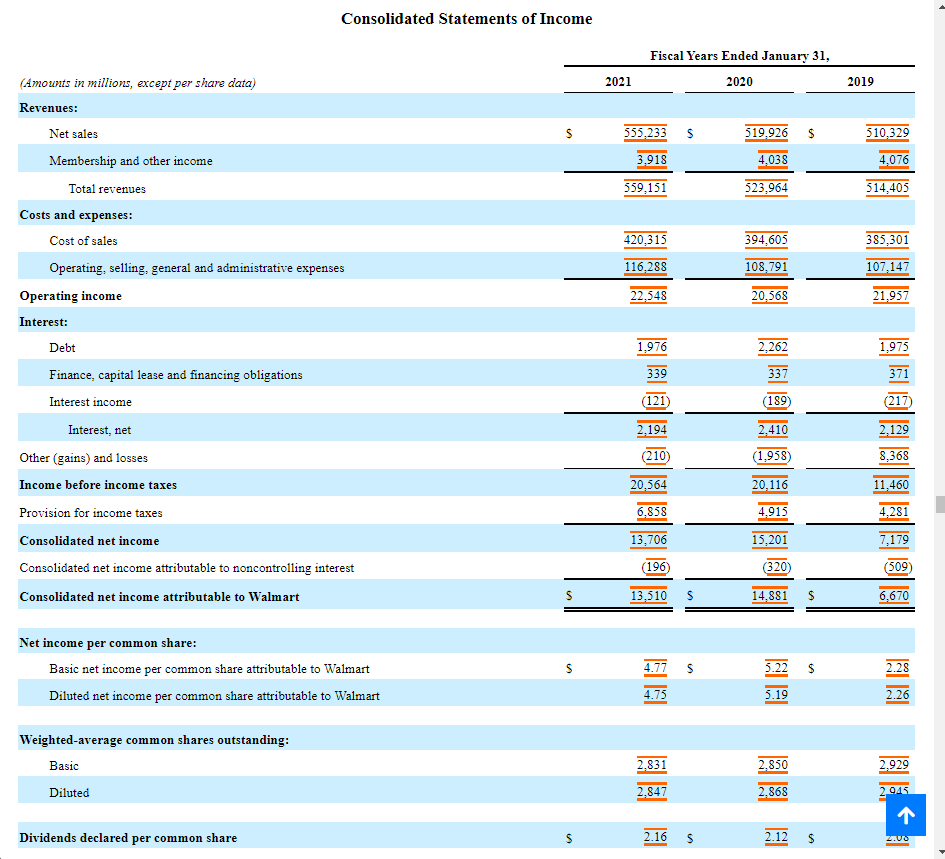 Consolidated Statements of Income
Fiscal Years Ended January 31,
(Amounts in millions, except per share data) 2021 2020 2019
Revenues:
Net sales $ 555,233 $ 519,926 $ 510,329
Membership and other income 3,918 4,038 4,076
Total revenues 559,151 523,964 514,405
Costs and expenses:
Cost of sales 420,315 394,605 385,301
Operating, selling, general and administrative expenses 116,288 108,791 107,147
Operating income 22,548 20,568 21,957
Interest:
Debt 1,976 2,262 1,975
Finance, capital lease and financing obligations 339 337 371
Interest income (121) (189) (217)
Interest, net 2,194 2,410 2,129
Other (gains) and losses (210) (1,958) 8,368
Income before income taxes 20,564 20,116 11,460
Provision for income taxes 6,858 4,915 4,281
Consolidated net income 13,706 15,201 7,179
Consolidated net income attributable to noncontrolling interest (196) (320) (509)
Consolidated net income attributable to Walmart $ 13,510 $ 14,881 $ 6,670
Net income per common share:
Basic net income per common share attributable to Walmart $ 4.77 $ 5.22 $ 2.28
Diluted net income per common share attributable to Walmart 4.75 5.19 2.26
Weighted-average common shares outstanding:
Basic 2,831 2,850 2,929
Diluted 2,847 2,868 2,945
Dividends declared per common share $ 2.16 $ 2.12 $ 2.08